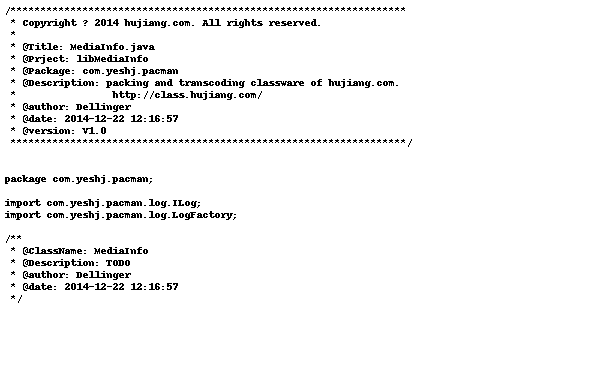 /******************************************************************
 * Copyright ? 2014 hujiang.com. All rights reserved.
 *
 * @Title: MediaInfo.java
 * @Prject: libMediaInfo
 * @Package: com.yeshj.pacman
 * @Description: packing and transcoding classware of hujiang.com.
 *                http://class.hujiang.com/
 * @author: Dellinger
 * @date: 2014-12-22 12:16:57
 * @version: V1.0
 ******************************************************************/
package com.yeshj.pacman;
import com.yeshj.pacman.log.ILog;
import com.yeshj.pacman.log.LogFactory;
/**
 * @ClassName: MediaInfo
 * @Description: TODO
 * @author: Dellinger
 * @date: 2014-12-22 12:16:57
 */